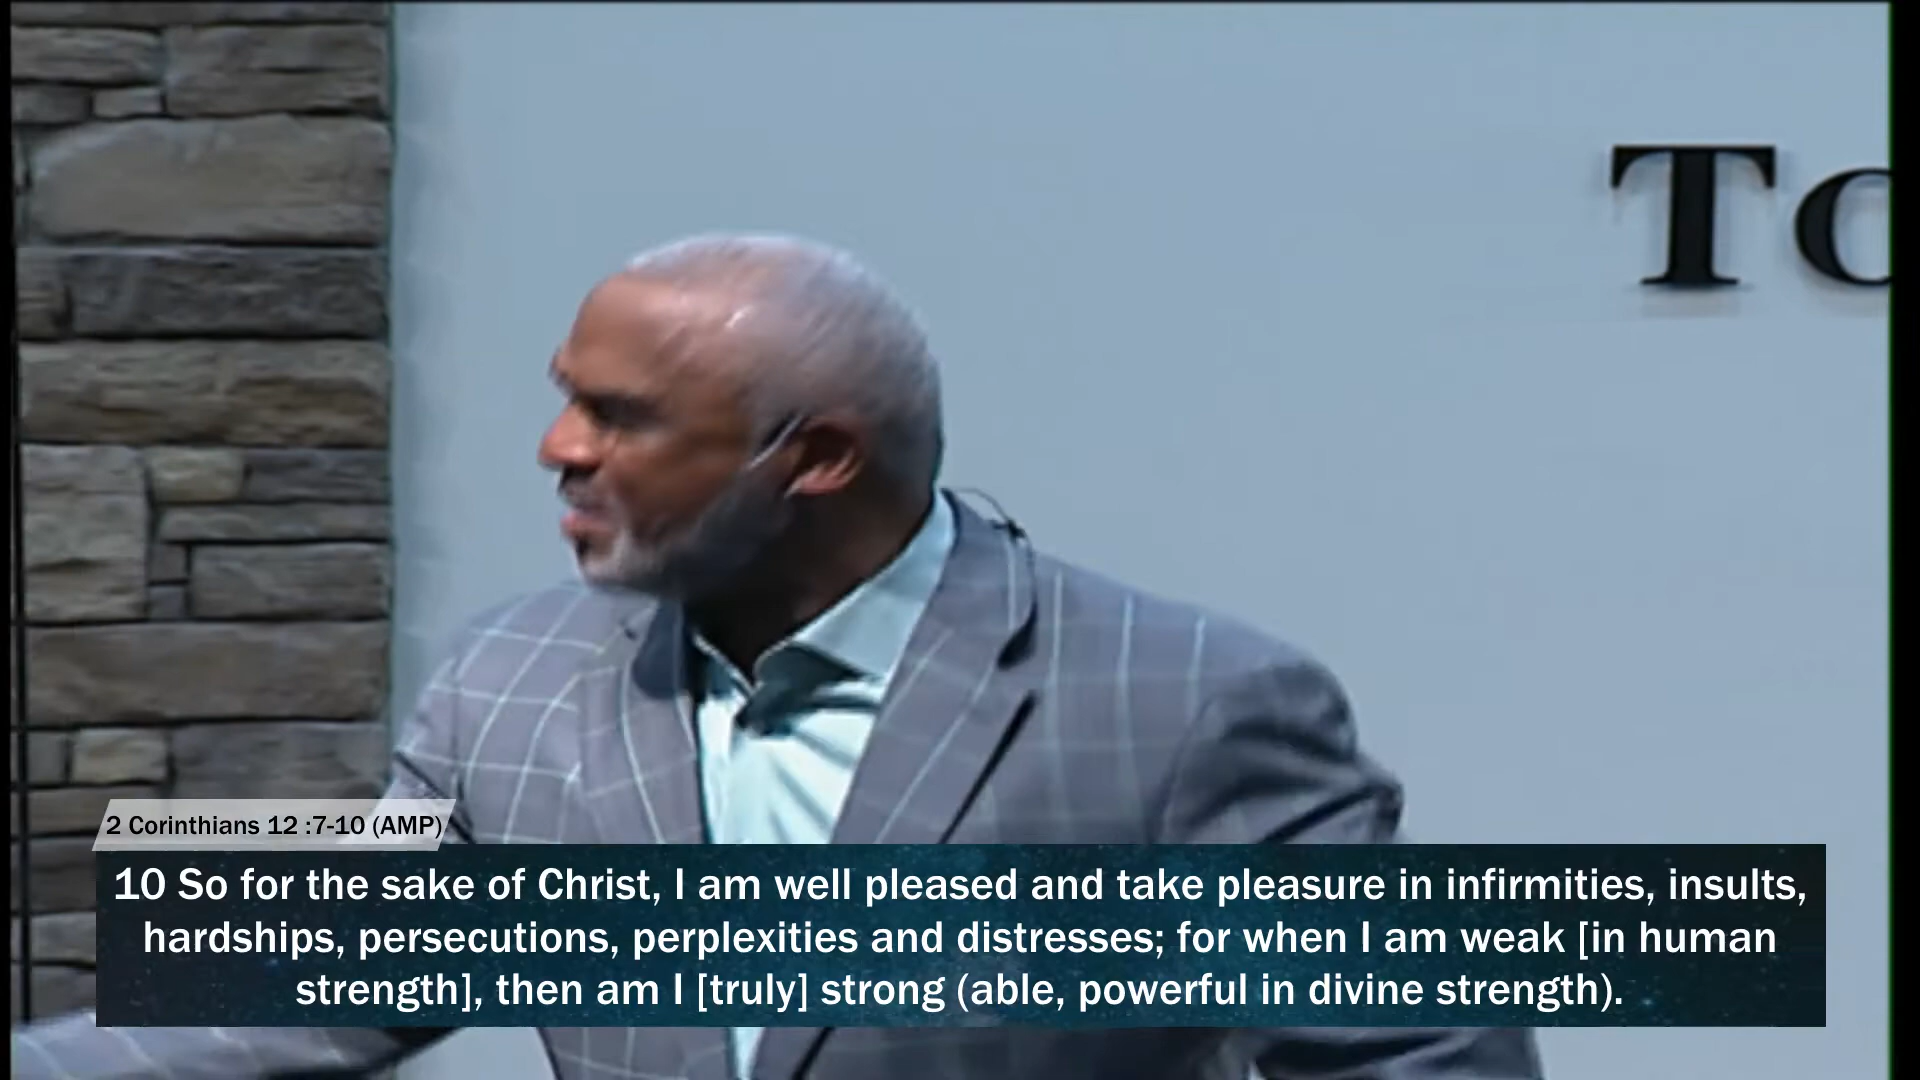 To
2 Corinthians 12 :7-10 (AMP)
10 So for the sake of Christ, I am well pleased and take pleasure in infirmities, insults,
hardships, persecutions, perplexities and distresses; for when I am weak [in human
strength], then am I [truly] strong (able, powerful in divine strength).